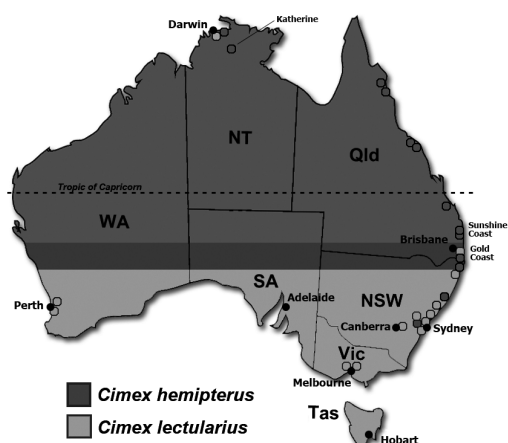 Darwin
Katherine
NT
Qld
Tropic of Capricorn
WA
Sunshine
Coast
Brisbane
Gold
Coast
SA
Adelaide
NSW
Perth
Canberra
Sydney
Vic
Melbourne
Cimex hemipterus
Tas
Cimex lectularius
Hobart